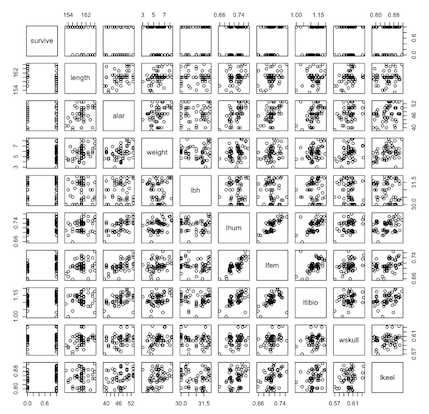 154 162 3 5 7 0.66 0.74 1.00 1.15 0.80 0.88
survive 0.0 0.6
154 162 length
alar 40 46 52
3 5 7 weight
lbh 30.0 31.5
0.66 0.74 lhum
lfem 0.66 0.74
1.00 1.15 ltibio
wskull 0.57 0.61
0.80 0.88 lkeel
0.0 0.6 40 46 52 30.0 31.5 0.66 0.74 0.57 0.61